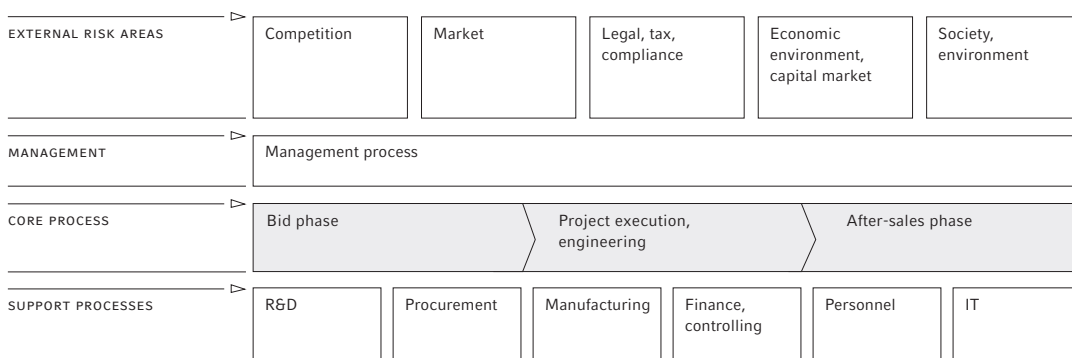 EXTERNAL RISK AREAS
Competition
Market
Legal, tax,
compliance
Economic
environment,
capital market
Society,
environment
MANAGEMENT
Management process
CORE PROCESS
Bid phase
Project execution,
engineering
After-sales phase
SUPPORT PROCESSES
R&D
Procurement
Manufacturing
Finance,
controlling
Personnel
IT